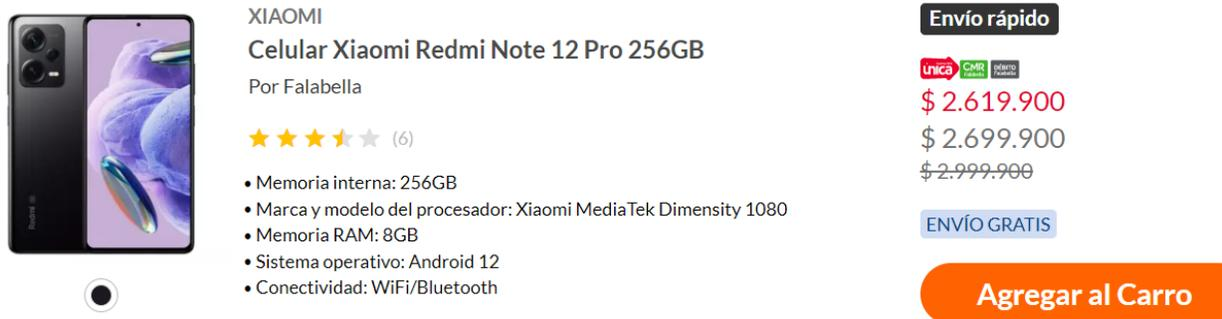 XIAOMI
Celular Xiaomi Redmi Note 12 Pro 256GB
Por Falabella
(6)
• Memoria interna: 256GB
• Marca y modelo del procesador: Xiaomi MediaTek Dimensity 1080
• Memoria RAM: 8GB
• Sistema operativo: Android 12
• Conectividad: WiFi/Bluetooth
Redmi
Envío rápido
única CMR DÉBITO
$ 2.619.900
$ 2.699.900
$ 2.999.900
ENVÍO GRATIS
Agregar al Carro